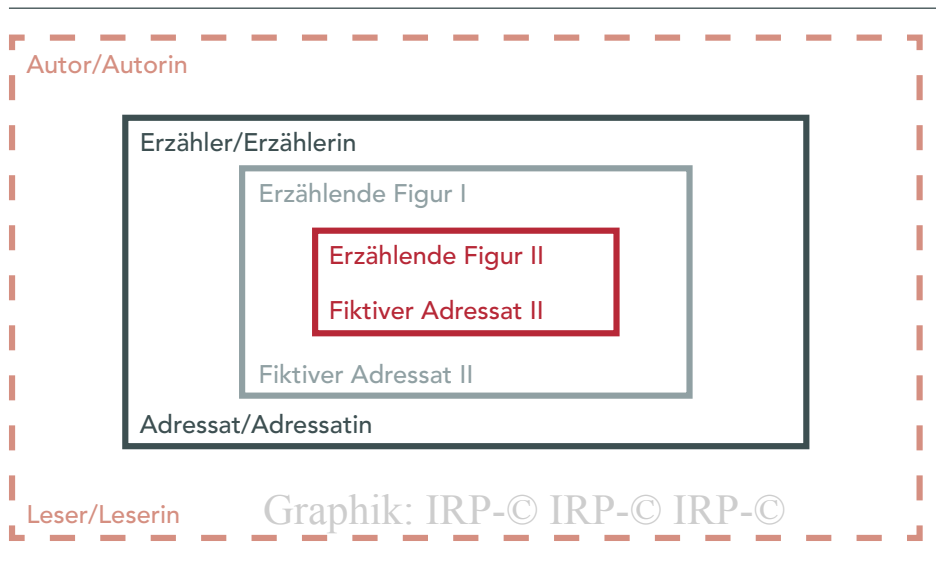 Autor/Autorin
Erzähler/Erzählerin
Erzählende Figur I
Erzählende Figur II
Fiktiver Adressat II
Fiktiver Adressat II
Adressat/Adressatin
Leser/Leserin
Graphik: IRP-© IRP-© IRP-©